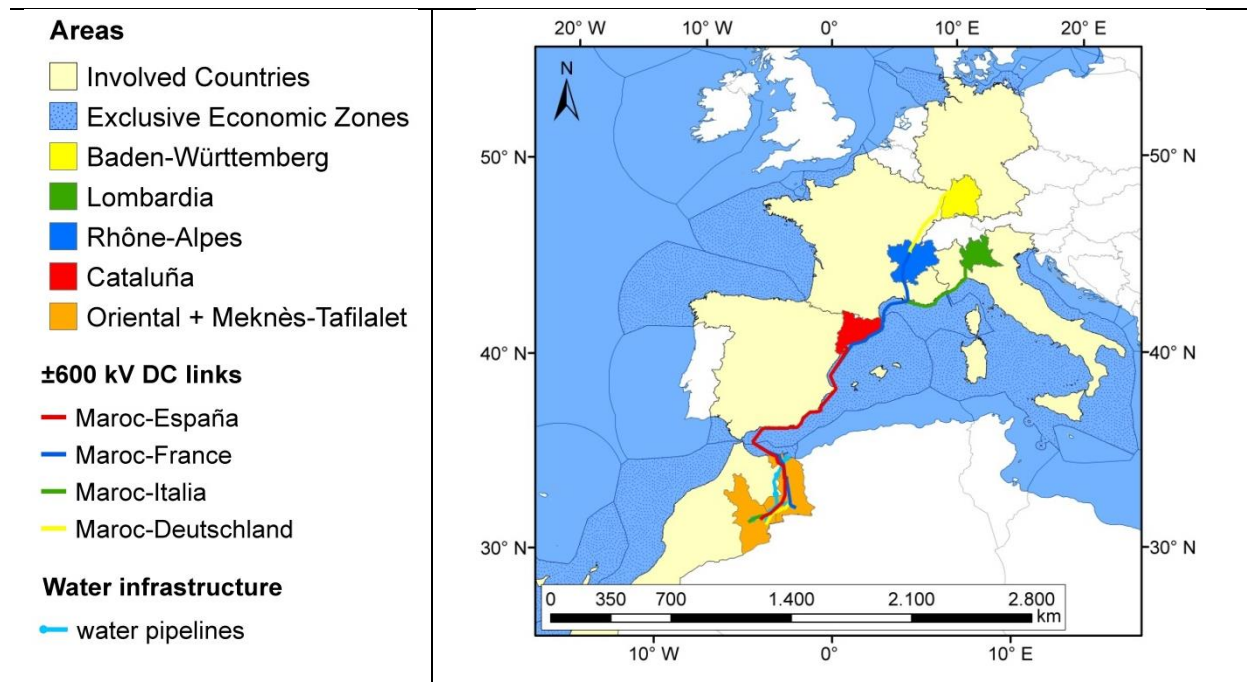 Areas
Involved Countries
Exclusive Economic Zones
Baden-Württemberg
Lombardia
Rhône-Alpes
Cataluña
Oriental + Meknès-Tafilalet
±600 kV DC links
Maroc-España
Maroc-France
Maroc-Italia
Maroc-Deutschland
Water infrastructure
water pipelines
20° W 10° W 0° 10° E 20° E
N
50° N 50° N
40° N 40° N
30° N 30° N
0 350 700 1.400 2.100 2.800
km
10° W 0° 10° E